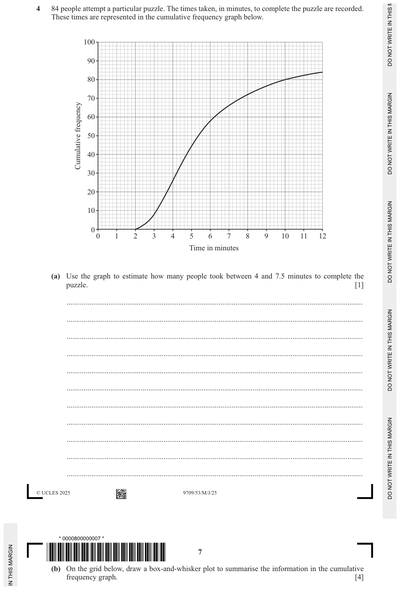 4 84 people attempt a particular puzzle. The times taken, in minutes, to complete the puzzle are recorded.
These times are represented in the cumulative frequency graph below.
100
90
80
70
60
50
40
30
20
10
0
Cumulative frequency
0 1 2 3 4 5 6 7 8 9 10 11 12
Time in minutes
(a) Use the graph to estimate how many people took between 4 and 7.5 minutes to complete the
puzzle. [1]
© UCLES 2025 9709/53/M/J/25
* 0000800000007 *
7
(b) On the grid below, draw a box-and-whisker plot to summarise the information in the cumulative
frequency graph. [4]
DO NOT WRITE IN THIS M
DO NOT WRITE IN THIS MARGIN
DO NOT WRITE IN THIS MARGIN
DO NOT WRITE IN THIS MARGIN
DO NOT WRITE IN THIS MARGIN
IN THIS MARGIN